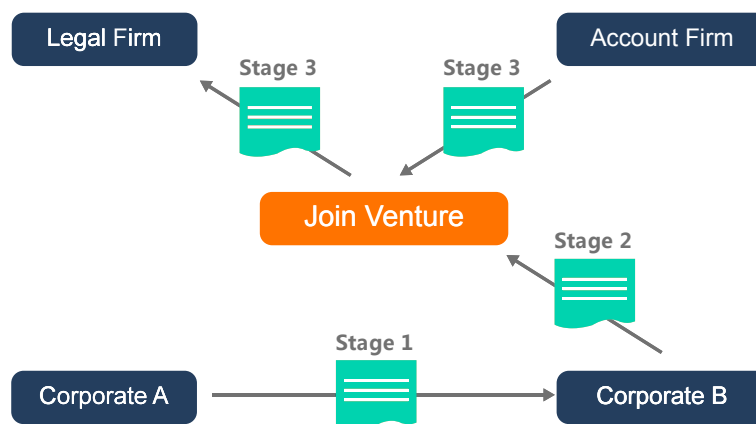 Legal Firm
Account Firm
Stage 3
Stage 3
Join Venture
Stage 2
Stage 1
Corporate A
Corporate B